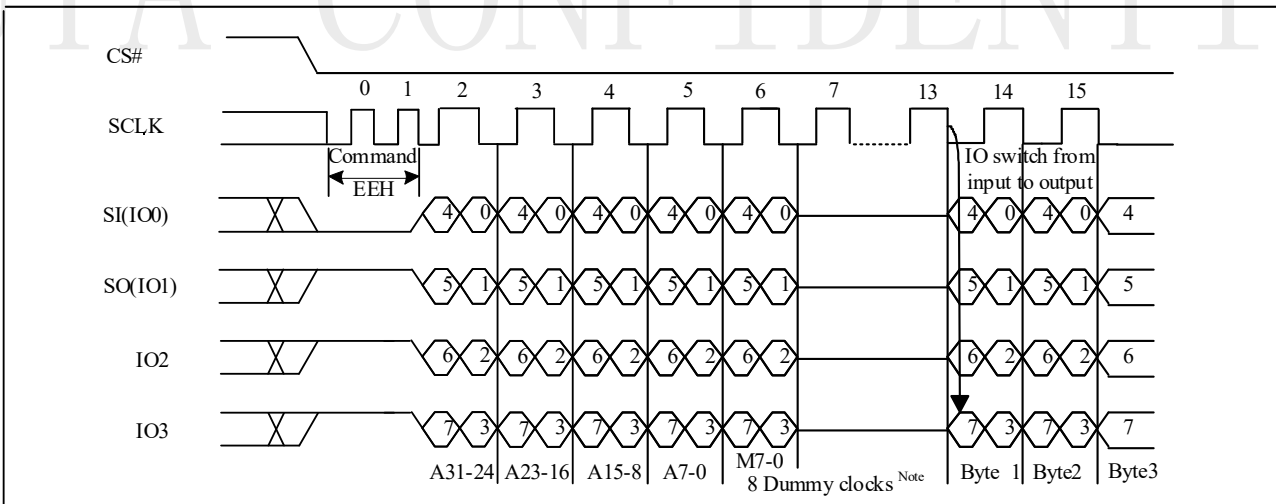 TA CONFIDENTI
CS#
0 1 2 3 4 5 6 7 13 14 15
SCLK
Command
EEH
IO switch from
input to output
SI(IO0) 4 0 4 0 4 0 4 0 4 0 4 0 4 0 4
SO(IO1) 5 1 5 1 5 1 5 1 5 1 5 1 5 1 5
IO2 6 2 6 2 6 2 6 2 6 2 6 2 6 2 6
IO3 7 3 7 3 7 3 7 3 7 3 7 3 7 3 7
A31-24 A23-16 A15-8 A7-0 M7-0 Byte 1 Byte2 Byte3
8 Dummy clocks Note